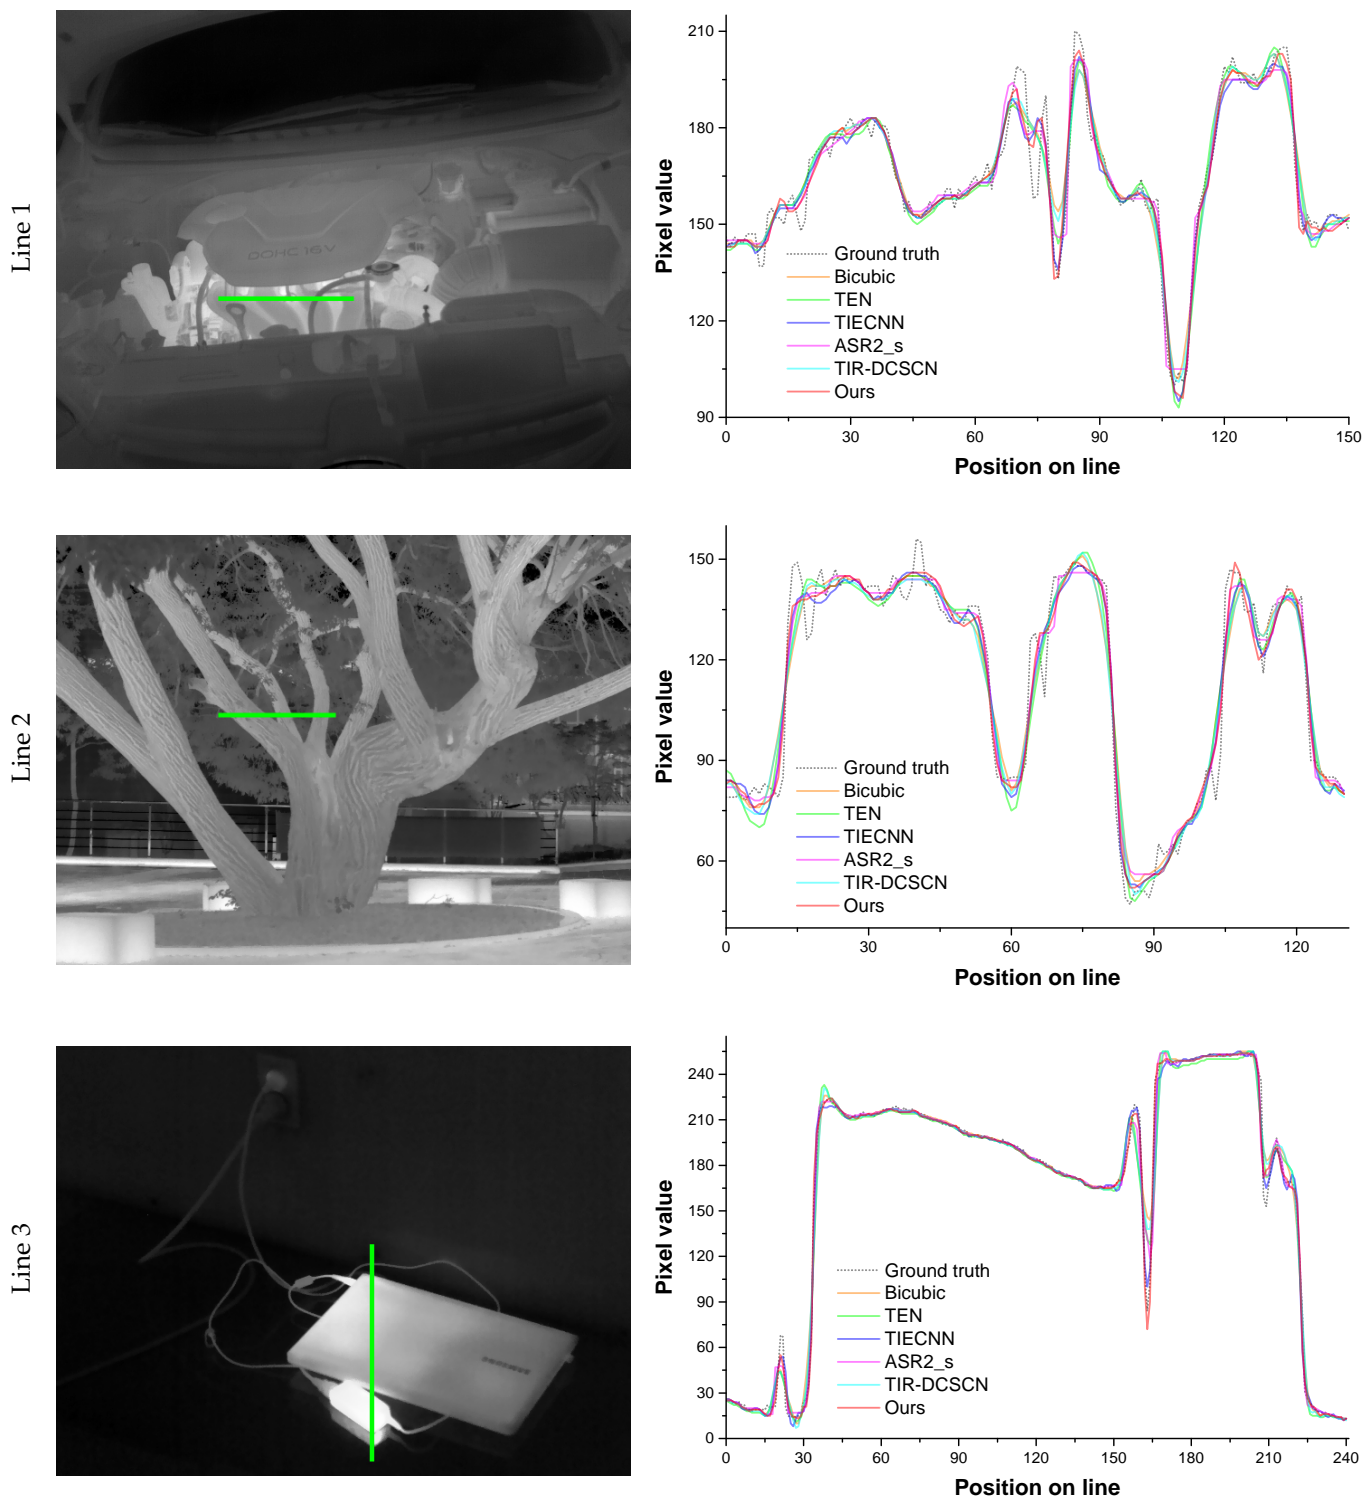 Line 1
DOHC 16V
210
180
150
120
90
Pixel value
Ground truth
Bicubic
TEN
TIECNN
ASR2_s
TIR-DCSCN
Ours
0
30
60
90
120
150
Position on line
Line 2
150
120
90
60
Pixel value
Ground truth
Bicubic
TEN
TIECNN
ASR2_s
TIR-DCSCN
Ours
0
30
60
90
120
Position on line
Line 3
SAMSUNG
240
210
180
150
120
90
60
30
0
Pixel value
Ground truth
Bicubic
TEN
TIECNN
ASR2_s
TIR-DCSCN
Ours
0
30
60
90
120
150
180
210
240
Position on line